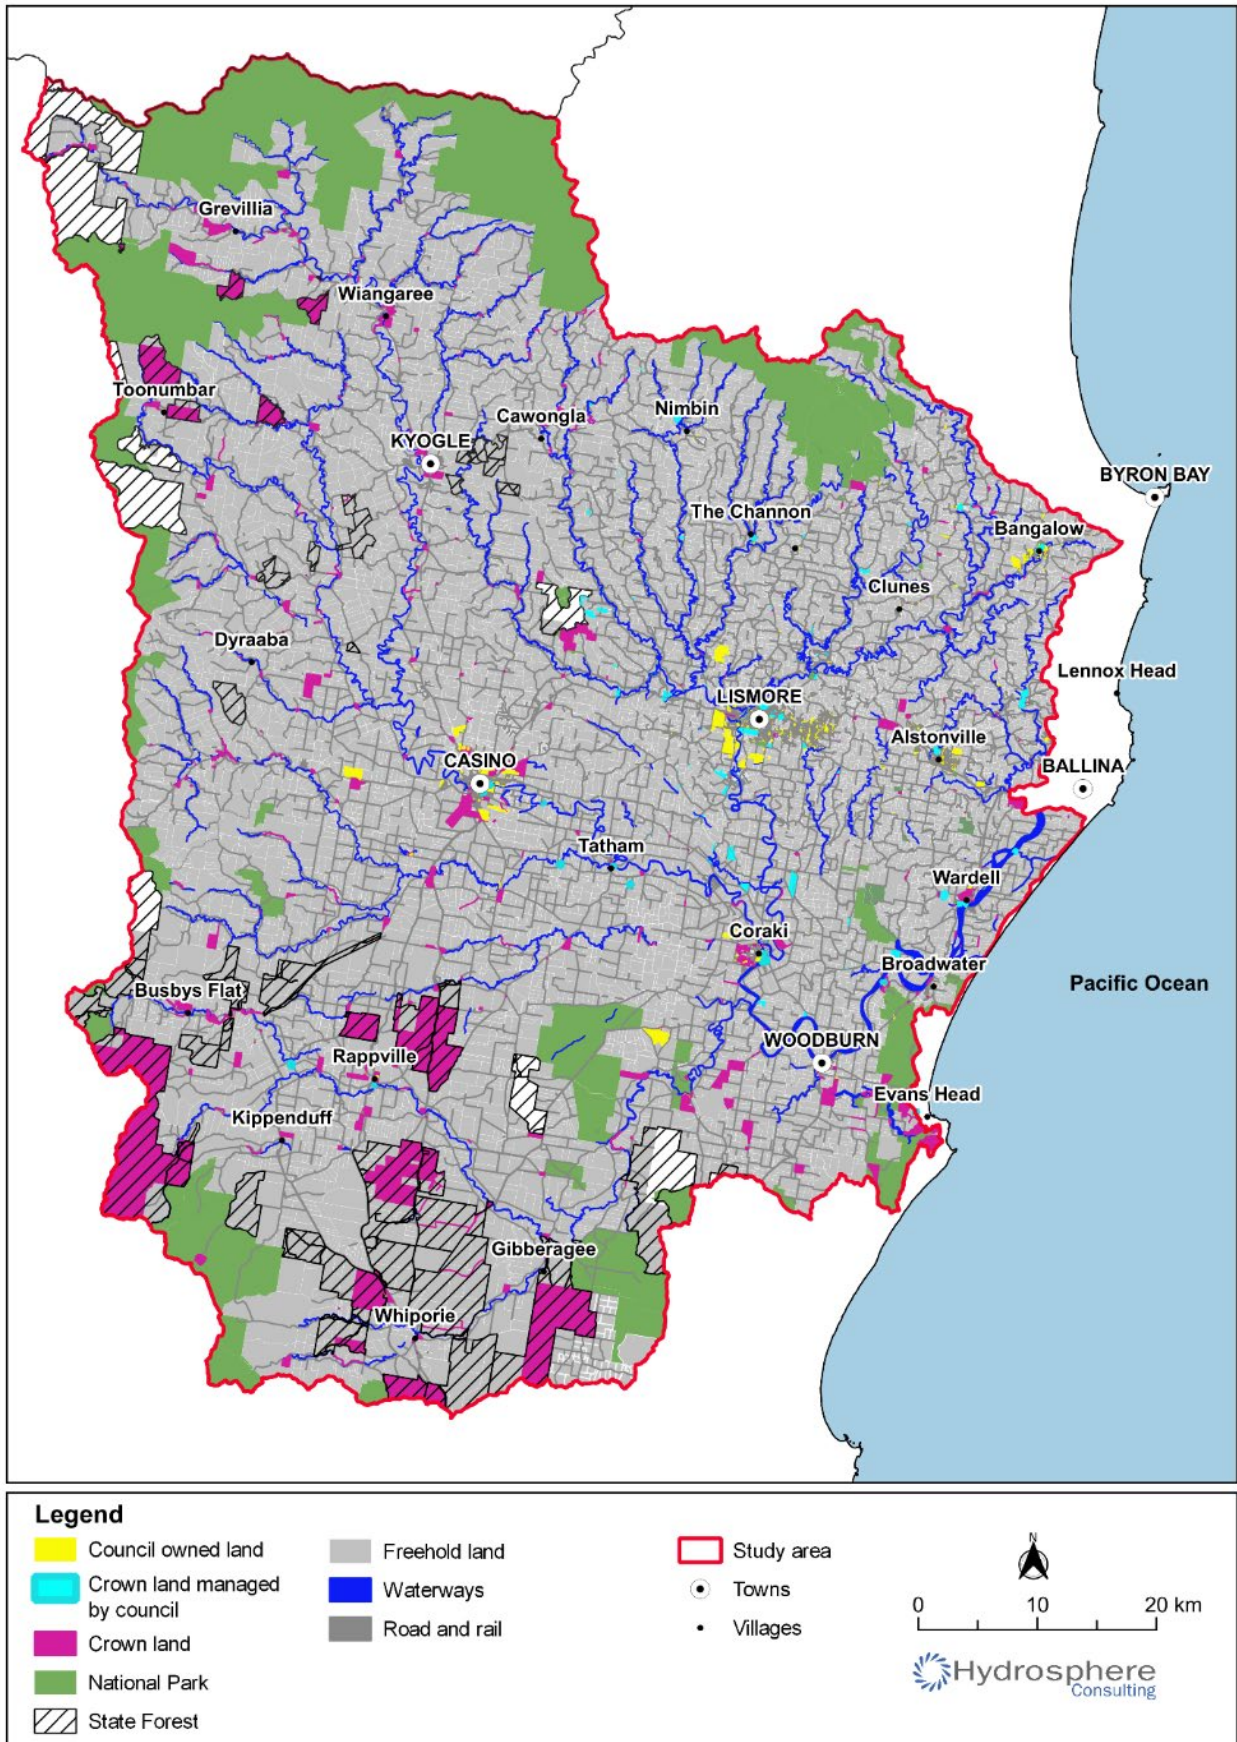 Grevillia
Wiangaree
Toonumbar
Cawongla
Nimbin
KYOGLE
BYRON BAY
The Channon
Bangalow
Clunes
Dyraaba
Lennox Head
LISMORE
Alstonville
CASINO
BALLINA
Tatham
Wardell
Coraki
Broadwater
Pacific Ocean
Busbys Flat
WOODBURN
Rappville
Evans Head
Kippenduff
Gibberagee
Whiporie
Legend
Council owned land
Crown land managed
by council
Crown land
National Park
State Forest
Freehold land
Waterways
Road and rail
Study area
Towns
Villages
N
0 10 20 km
Hydrosphere
Consulting